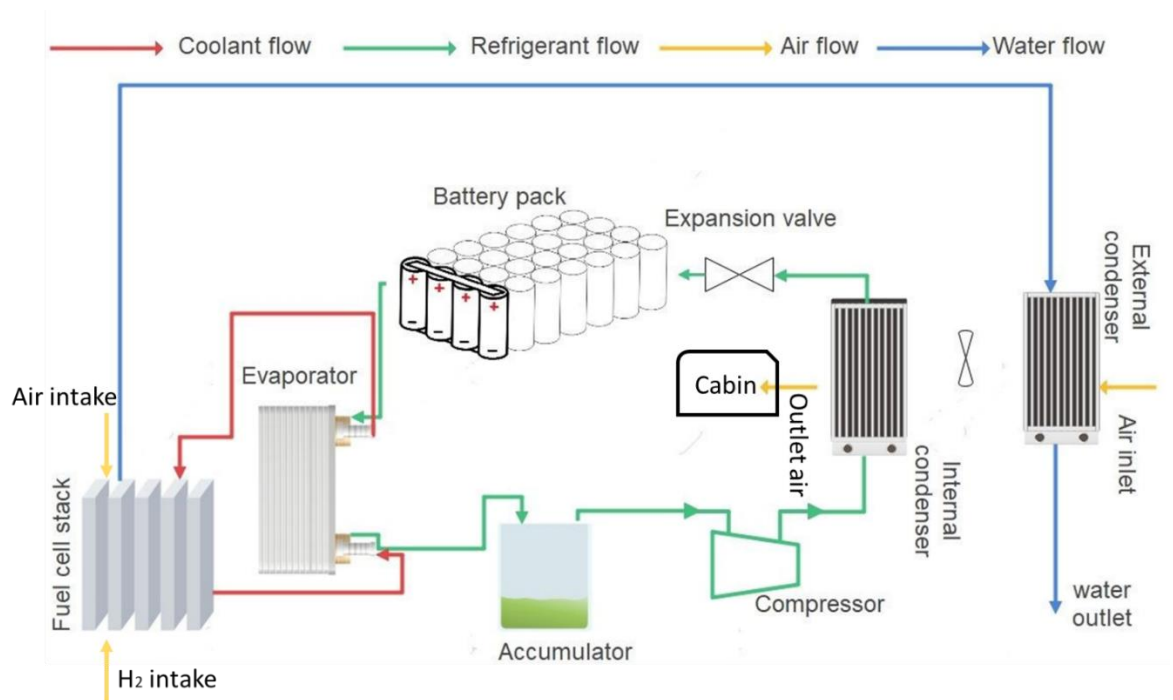 Coolant flow
Refrigerant flow
Air flow
Water flow
Battery pack
Expansion valve
External
condenser
Evaporator
Cabin
Air intake
Outlet air
Air inlet
Internal
condenser
Fuel cell stack
Compressor
water
outlet
Accumulator
H2 intake
+
+
+
+
−
−
−
−